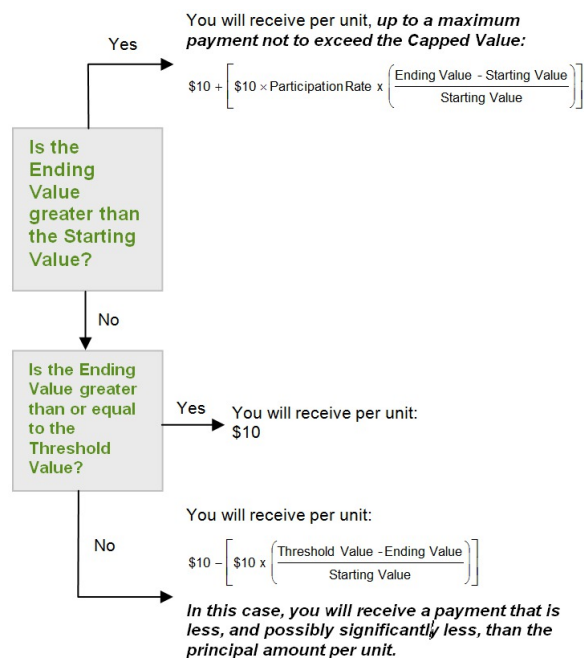 You will receive per unit, up to a maximum
payment not to exceed the Capped Value:
Yes
$10 + [ $10 × Participation Rate x ( Ending Value - Starting Value / Starting Value ) ]
Is the
Ending
Value
greater than
the Starting
Value?
No
Is the Ending
Value greater
than or equal
to the
Threshold
Value?
Yes
You will receive per unit:
$10
No
You will receive per unit:
$10 − [ $10 x ( Threshold Value - Ending Value / Starting Value ) ]
In this case, you will receive a payment that is
less, and possibly significantly less, than the
principal amount per unit.